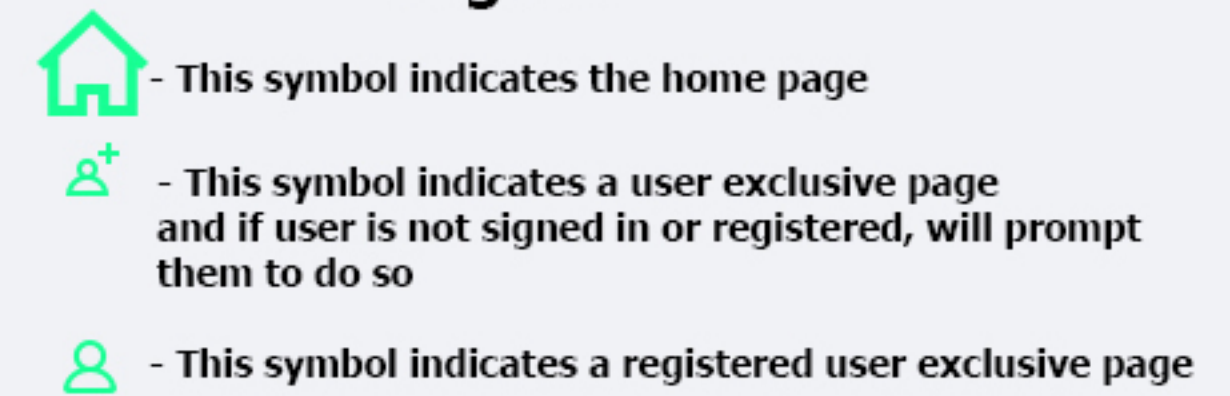 - This symbol indicates the home page
- This symbol indicates a user exclusive page
and if user is not signed in or registered, will prompt
them to do so
- This symbol indicates a registered user exclusive page